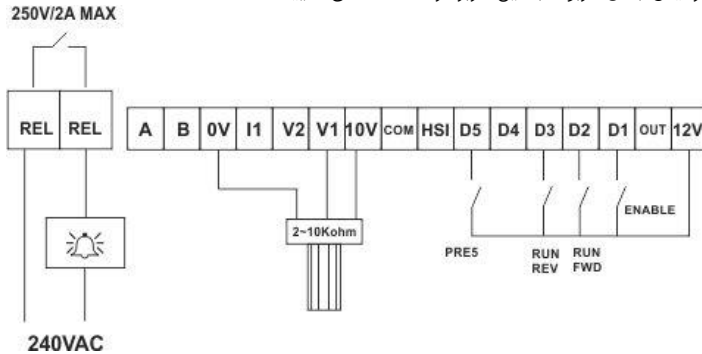 250V/2A MAX
REL REL A B 0V I1 V2 V1 10V COM HSI D5 D4 D3 D2 D1 OUT 12V
ENABLE
2~10Kohm
PRE5 RUN REV RUN FWD
240VAC